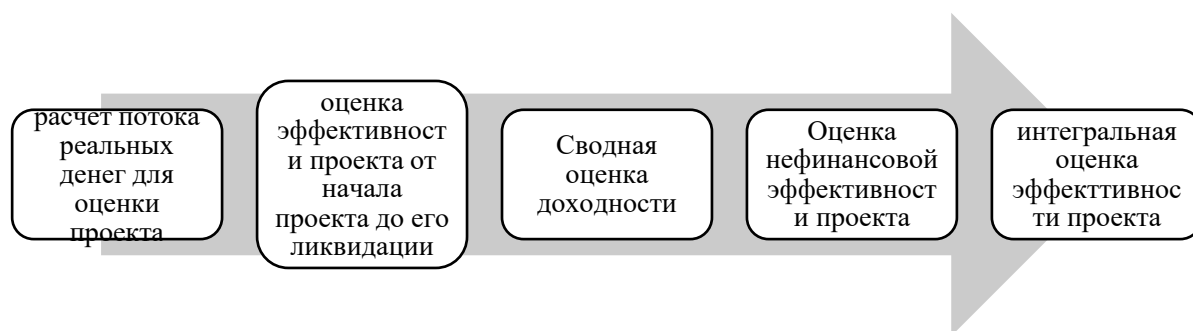 расчет потока
реальных
денег для
оценки
проекта
оценка
эффективност
и проекта от
начала
проекта до его
ликвидации
Сводная
оценка
доходности
Оценка
нефинансовой
эффективност
и проекта
интегральная
оценка
эффекттивнос
ти проекта